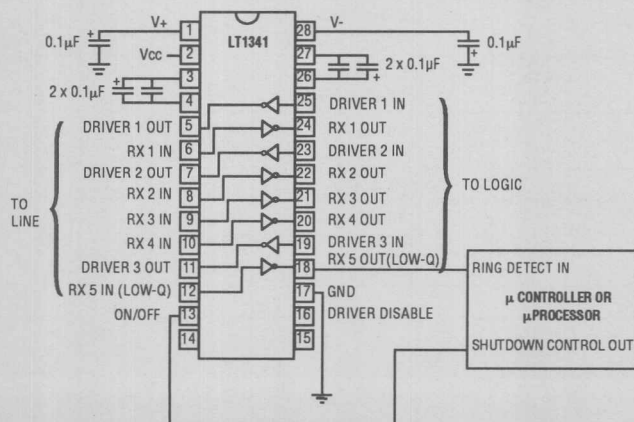 V+
V-
0.1µF
1
28
0.1µF
LT1341
Vcc
2
27
2 x 0.1µF
3
26
2 x 0.1µF
4
25
DRIVER 1 IN
DRIVER 1 OUT
5
24
RX 1 OUT
RX 1 IN
6
23
DRIVER 2 IN
DRIVER 2 OUT
7
22
RX 2 OUT
RX 2 IN
8
21
RX 3 OUT
RX 3 IN
9
20
RX 4 OUT
RX 4 IN
10
19
DRIVER 3 IN
DRIVER 3 OUT
11
18
RX 5 OUT(LOW-Q)
RX 5 IN (LOW-Q)
12
17
GND
ON/OFF
13
16
DRIVER DISABLE
14
15
TO
LINE
TO LOGIC
RING DETECT IN
µ CONTROLLER OR
µPROCESSOR
SHUTDOWN CONTROL OUT